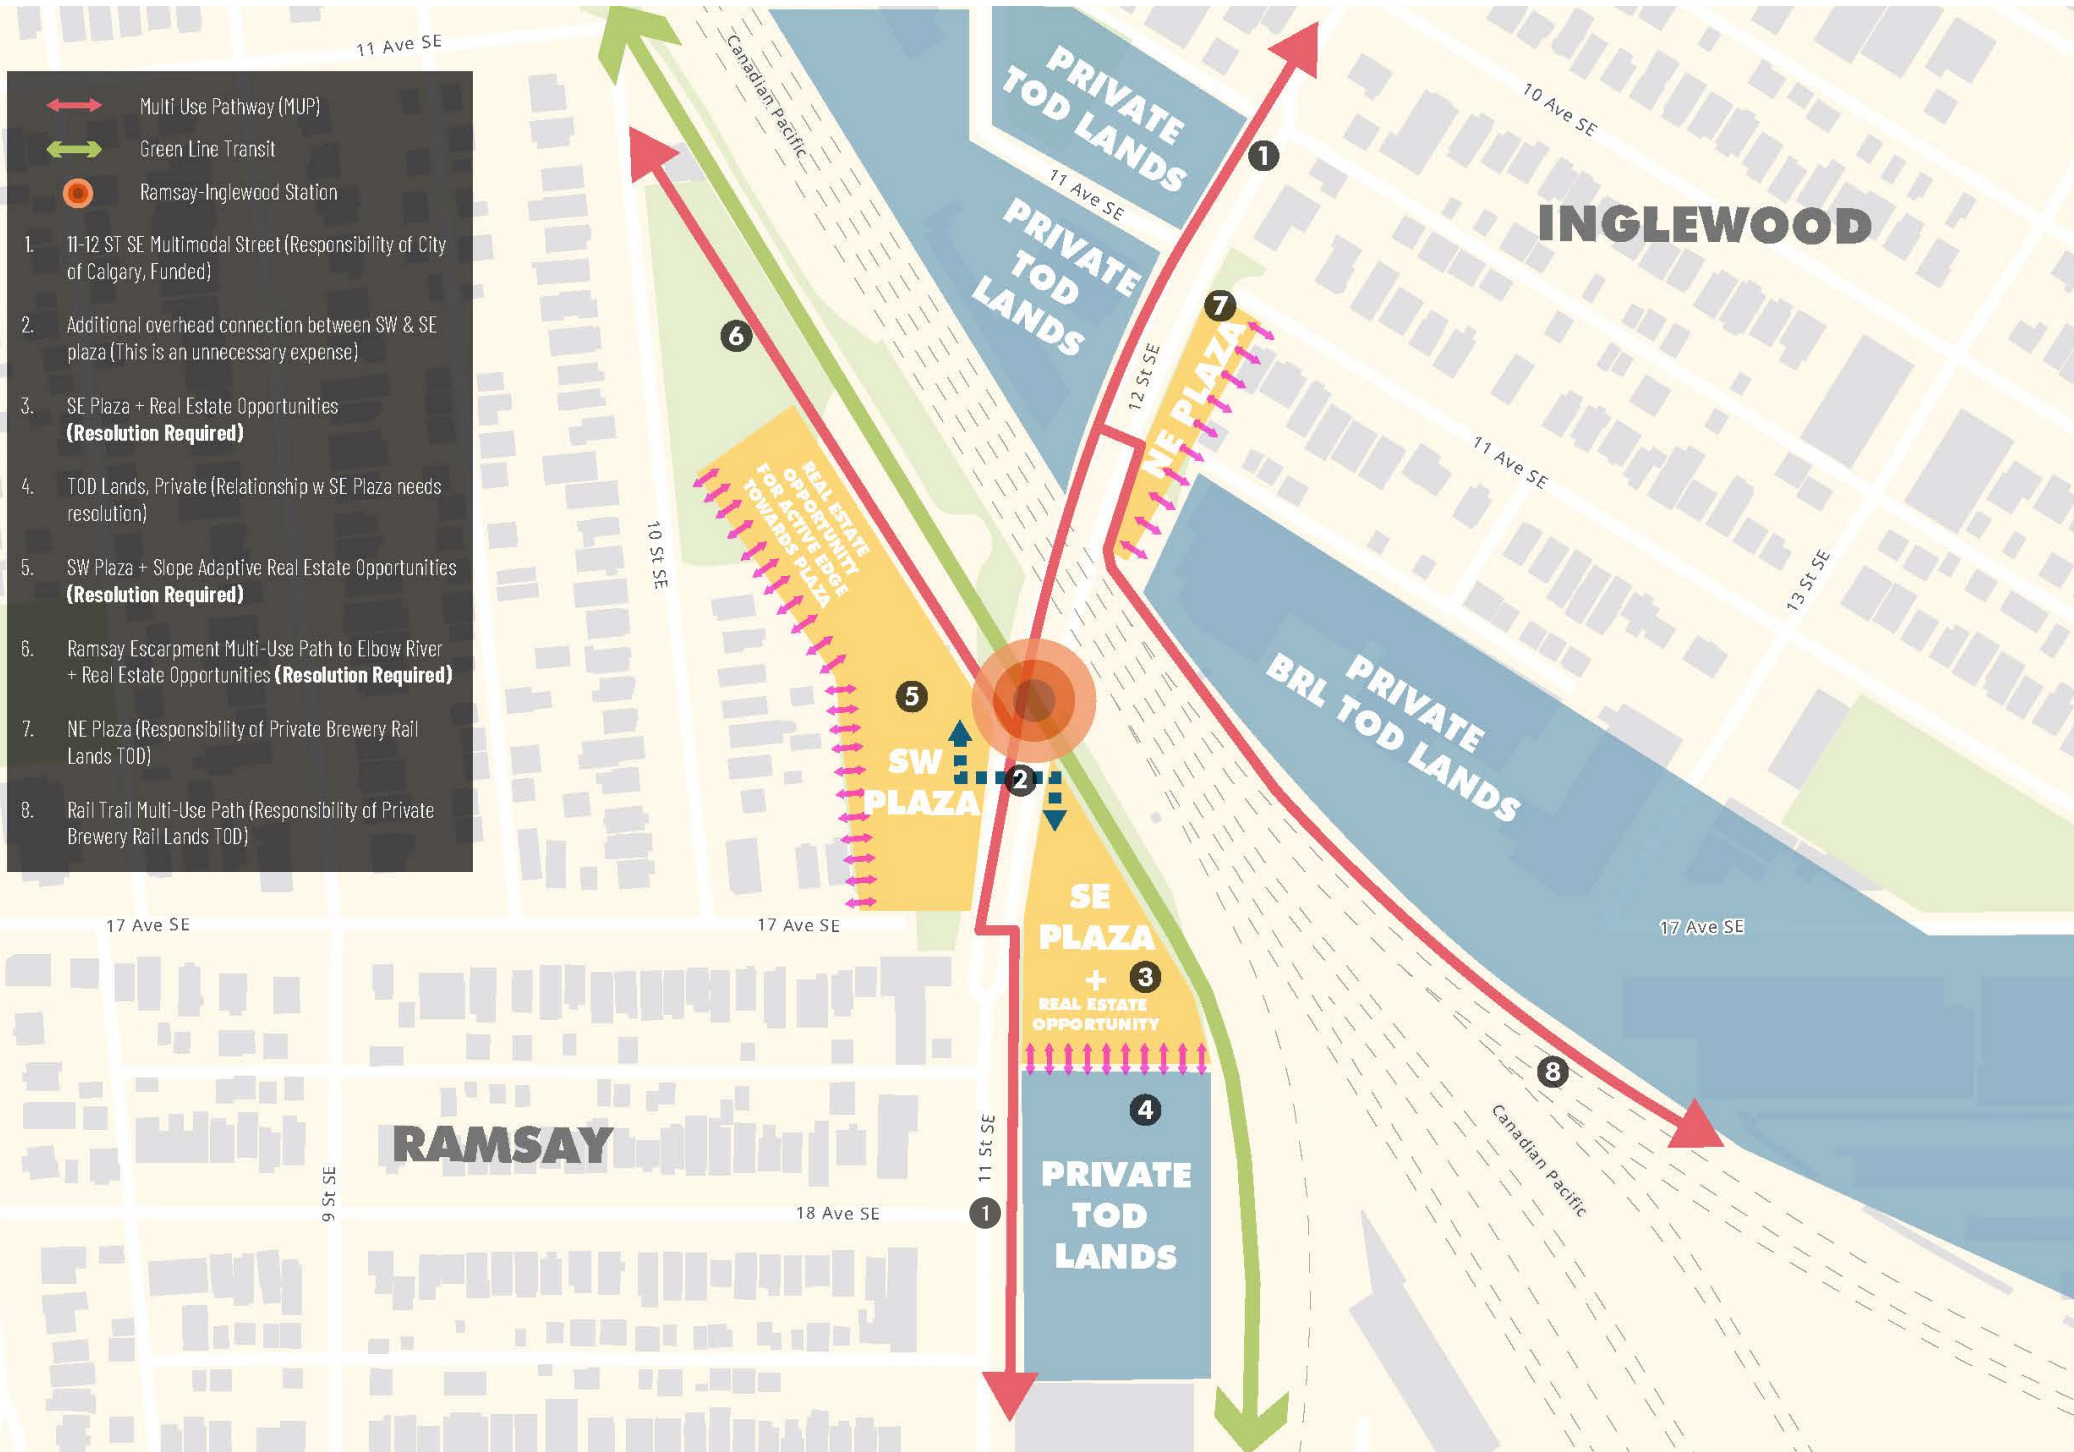 11 Ave SE
Multi Use Pathway (MUP)
Green Line Transit
Ramsay-Inglewood Station
1. 11-12 ST SE Multimodal Street (Responsibility of City
of Calgary, Funded)
2. Additional overhead connection between SW & SE
plaza (This is an unnecessary expense)
3. SE Plaza + Real Estate Opportunities
(Resolution Required)
4. TOD Lands, Private (Relationship w SE Plaza needs
resolution)
5. SW Plaza + Slope Adaptive Real Estate Opportunities
(Resolution Required)
6. Ramsay Escarpment Multi-Use Path to Elbow River
+ Real Estate Opportunities (Resolution Required)
7. NE Plaza (Responsibility of Private Brewery Rail
Lands TOD)
8. Rail Trail Multi-Use Path (Responsibility of Private
Brewery Rail Lands TOD)
Canadian Pacific
PRIVATE
TOD LANDS
10 Ave SE
1
11 Ave SE
PRIVATE
TOD
LANDS
INGLEWOOD
7
6
12 St SE
NE PLAZA
11 Ave SE
REAL ESTATE
OPPORTUNITY
FOR ACTIVE EDGE
TOWARDS PLAZA
10 St SE
13 St SE
5
SW
PLAZA
2
PRIVATE
BRL TOD LANDS
17 Ave SE
17 Ave SE
17 Ave SE
SE
PLAZA
+
3
REAL ESTATE
OPPORTUNITY
8
4
RAMSAY
11 St SE
PRIVATE
TOD
LANDS
Canadian Pacific
9 St SE
18 Ave SE
1